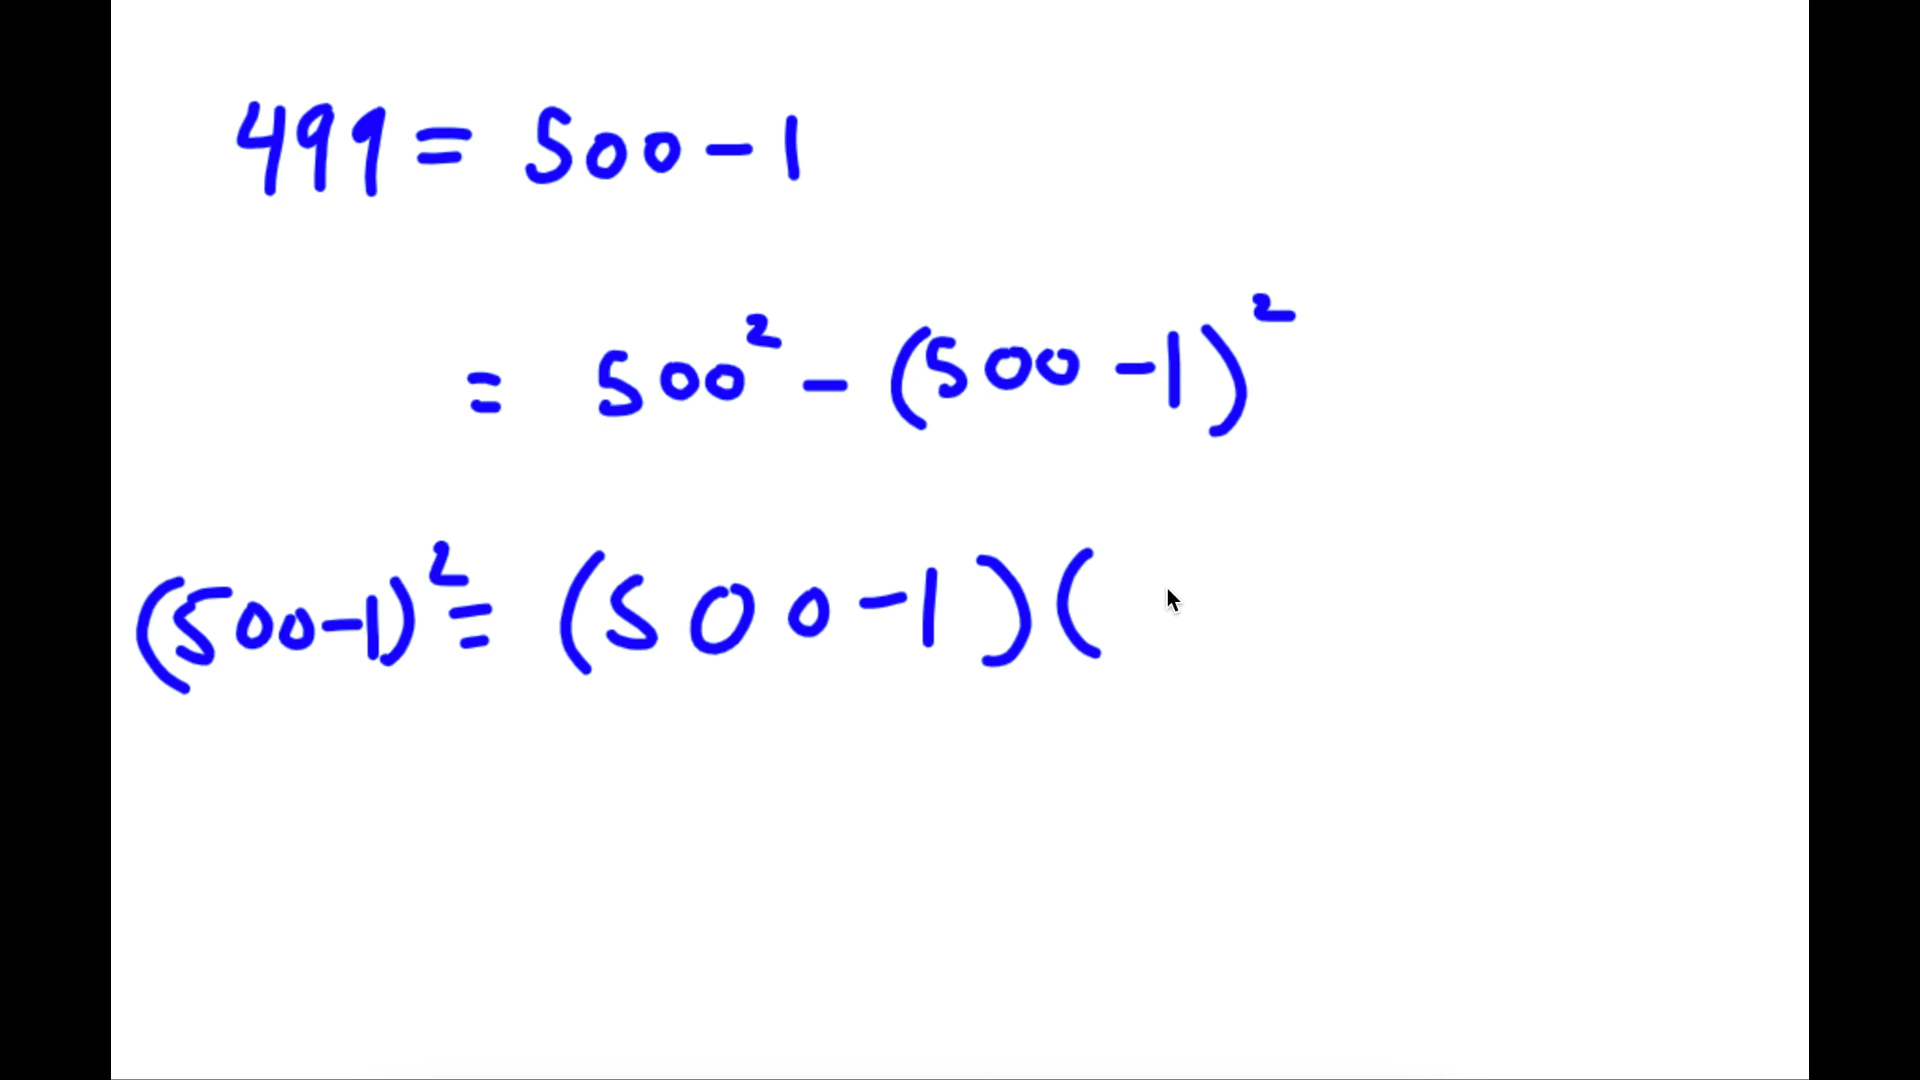 499 = 500 - 1
= 500² - (500 - 1)²
(500-1)² = (500-1)(